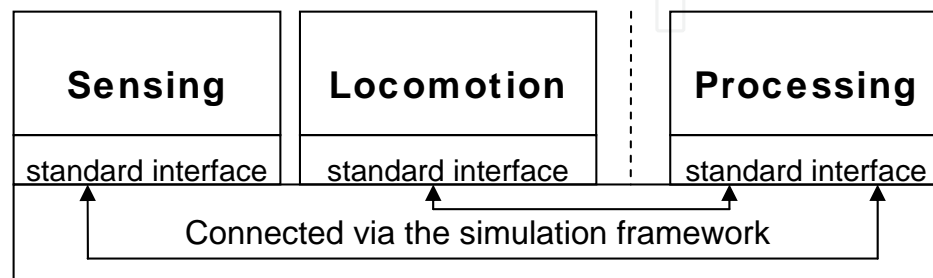 Sensing Locomotion Processing
standard interface standard interface standard interface
Connected via the simulation framework